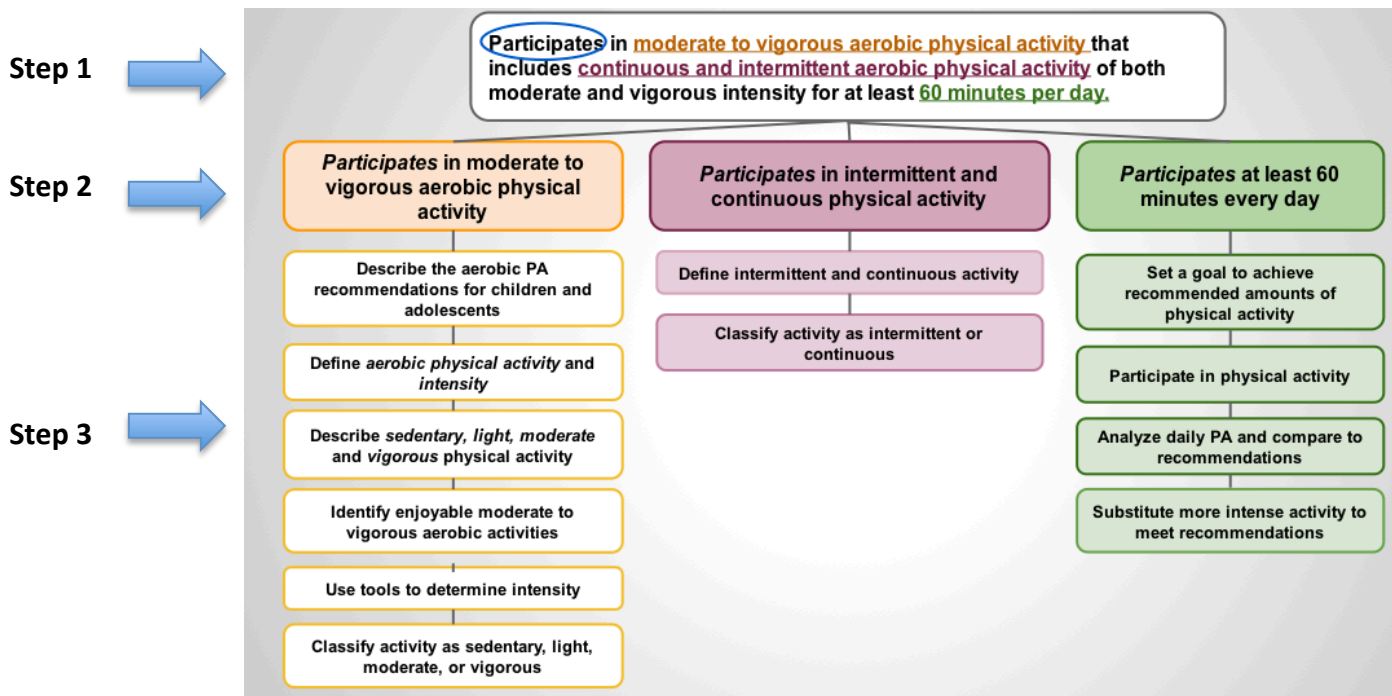 Step 1
Participates in moderate to vigorous aerobic physical activity that
includes continuous and intermittent aerobic physical activity of both
moderate and vigorous intensity for at least 60 minutes per day.
Step 2
Participates in moderate to
vigorous aerobic physical
activity
Participates in intermittent and
continuous physical activity
Participates at least 60
minutes every day
Step 3
Describe the aerobic PA
recommendations for children and
adolescents
Define aerobic physical activity and
intensity
Describe sedentary, light, moderate
and vigorous physical activity
Identify enjoyable moderate to
vigorous aerobic activities
Use tools to determine intensity
Classify activity as sedentary, light,
moderate, or vigorous
Define intermittent and continuous activity
Classify activity as intermittent or
continuous
Set a goal to achieve
recommended amounts of
physical activity
Participate in physical activity
Analyze daily PA and compare to
recommendations
Substitute more intense activity to
meet recommendations